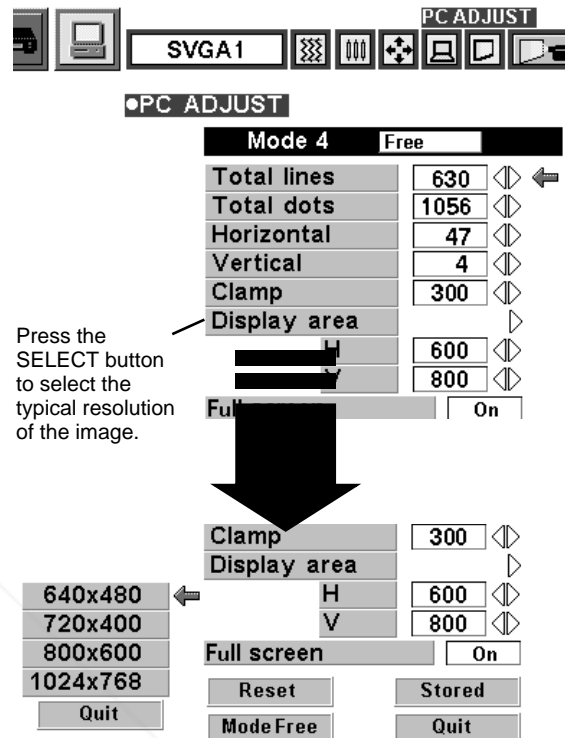 PC ADJUST
SVGA1
●PC ADJUST
Mode 4 Free
Total lines 630
Total dots 1056
Horizontal 47
Vertical 4
Clamp 300
Display area
H 600
800
On
Press the
SELECT button
to select the
typical resolution
of the image.
Clamp 300
Display area
H 600
V 800
Full screen On
640x480
720x400
800x600
1024x768
Quit
Reset Stored
Mode Free Quit